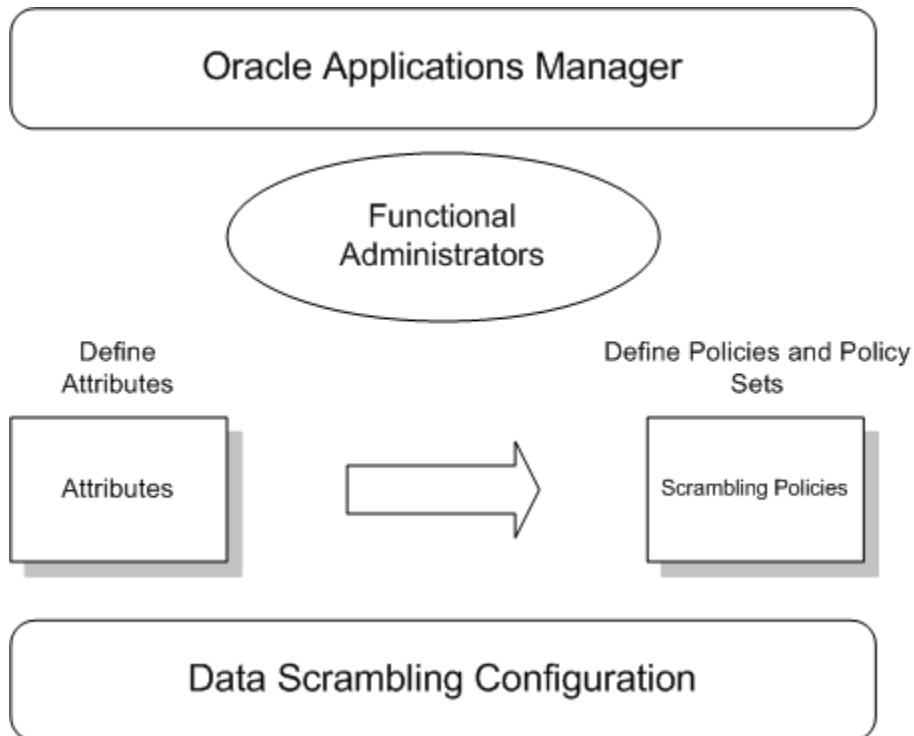 Oracle Applications Manager
Functional
Administrators
Define
Attributes
Define Policies and Policy
Sets
Attributes
Scrambling Policies
Data Scrambling Configuration